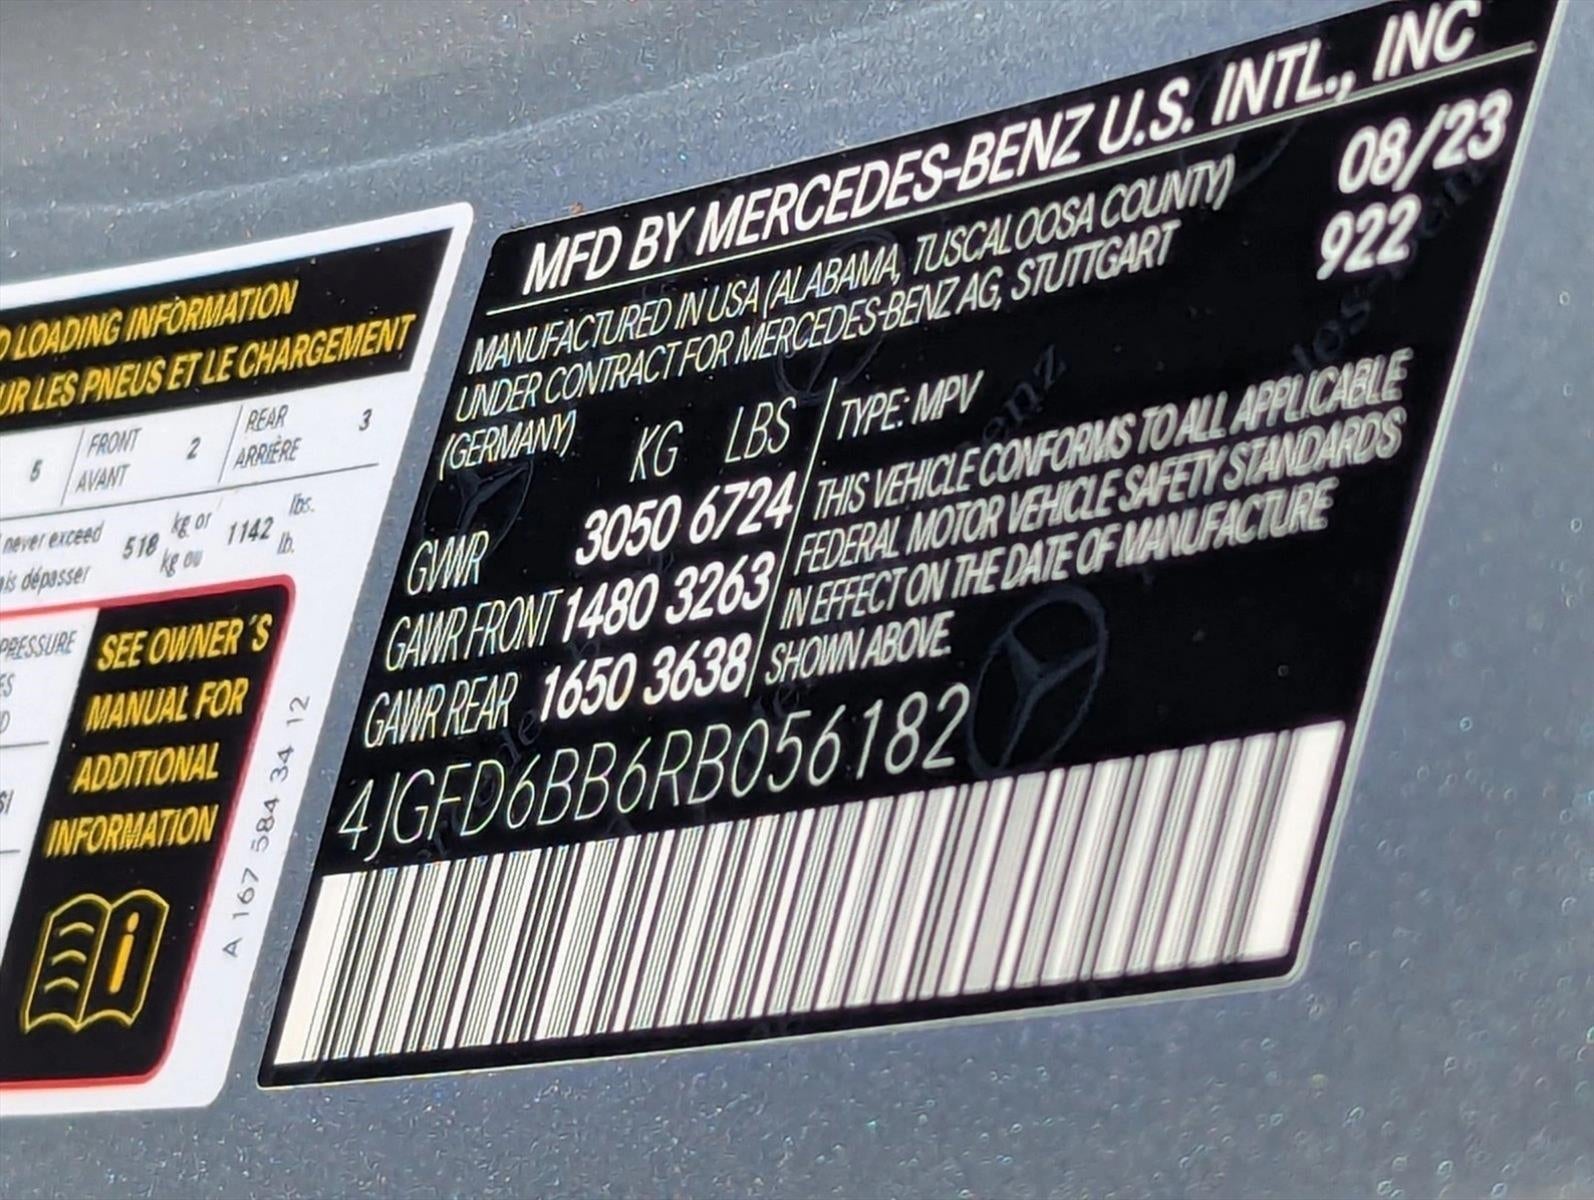 D LOADING INFORMATION
UR LES PNEUS ET LE CHARGEMENT
5 FRONT AVANT 2 REAR ARRIÈRE 3
never exceed 518 kg or 1142 lbs.
ais dépasser kg ou lb.
PRESSURE
SEE OWNER´S
MANUAL FOR
ADDITIONAL
INFORMATION
i
A 167 584 34 12
MFD BY MERCEDES-BENZ U.S. INTL., INC
MANUFACTURED IN USA (ALABAMA, TUSCALOOSA COUNTY) 08/23
UNDER CONTRACT FOR MERCEDES-BENZ AG, STUTTGART 922
(GERMANY)
KG LBS
GVWR 3050 6724
GAWR FRONT 1480 3263
GAWR REAR 1650 3638
TYPE: MPV
THIS VEHICLE CONFORMS TO ALL APPLICABLE
FEDERAL MOTOR VEHICLE SAFETY STANDARDS
IN EFFECT ON THE DATE OF MANUFACTURE
SHOWN ABOVE.
4JGFD6BB6RB056182